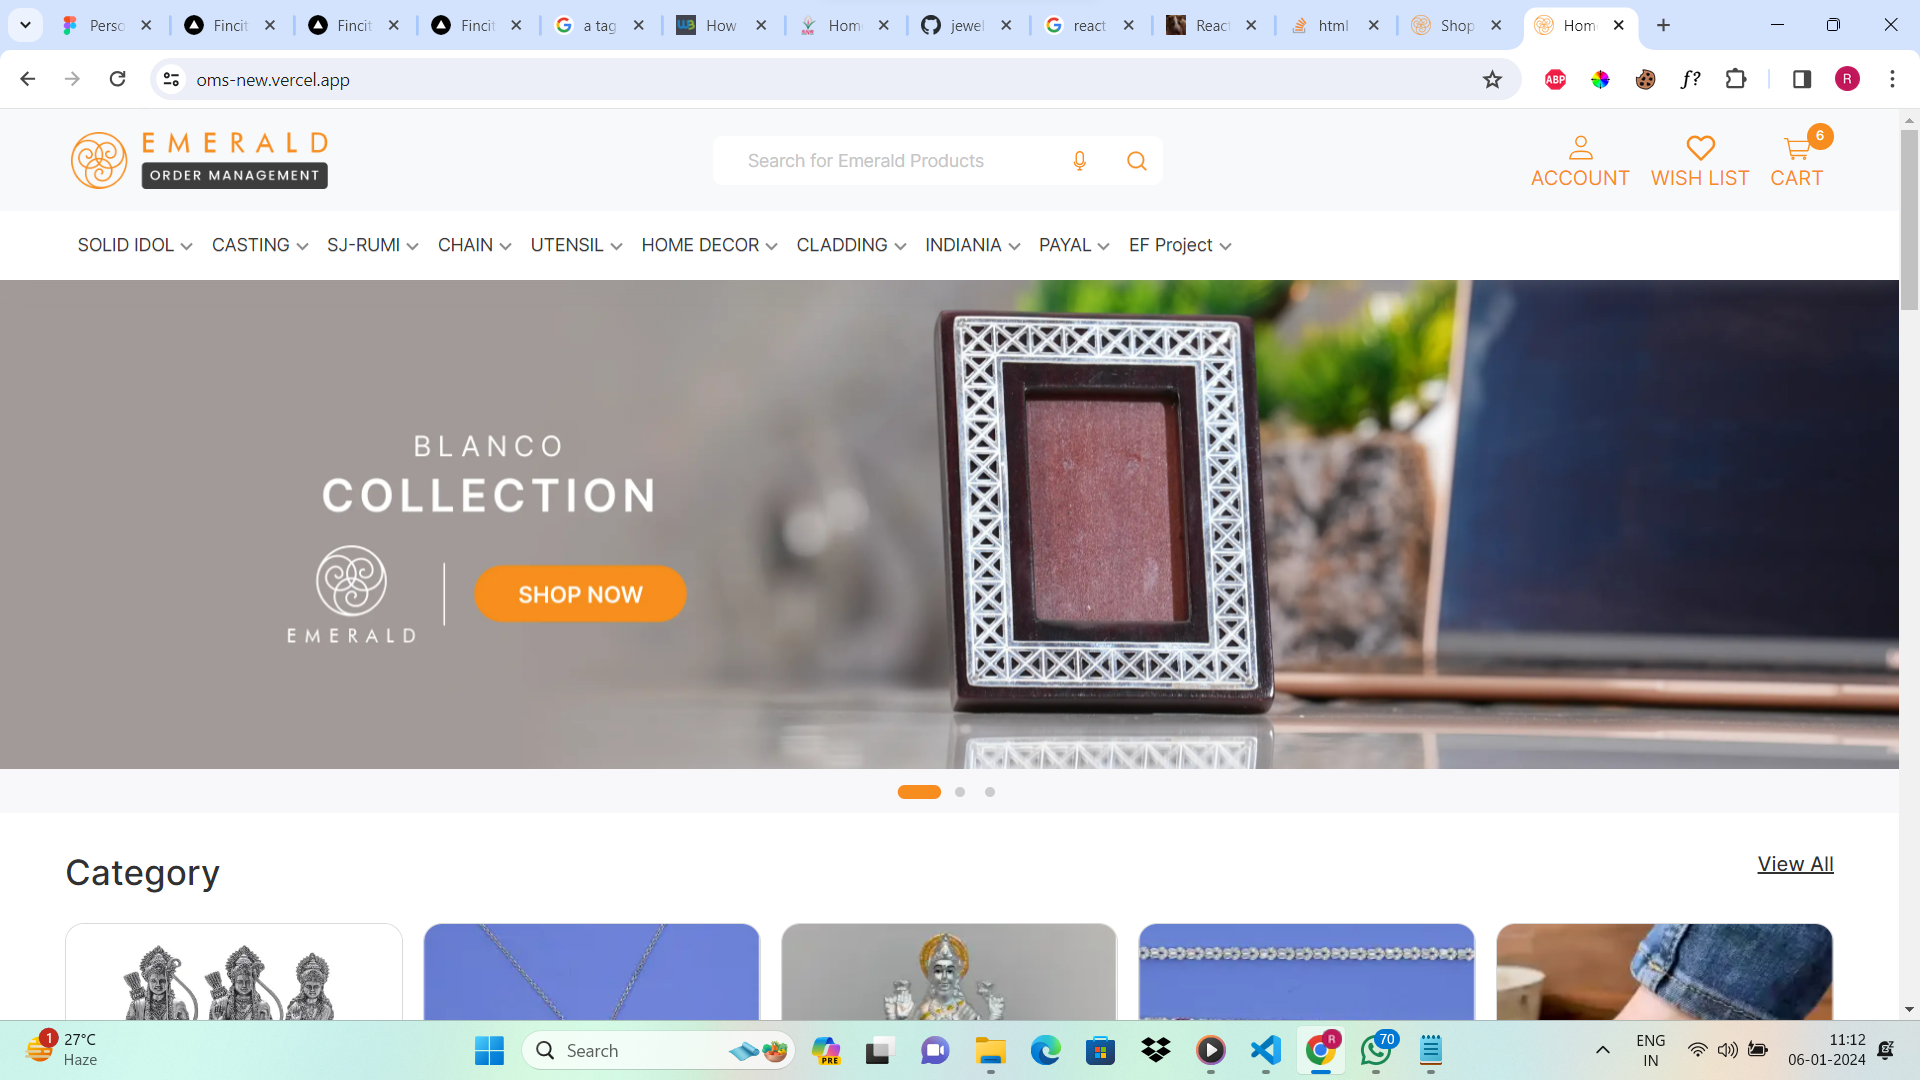 Perso
Fincit
Fincit
Fincit
a tag
How
Home
jewel
react
React
html
Shop
Home
oms-new.vercel.app
ABP
f?
R
EMERALD
ORDER MANAGEMENT
Search for Emerald Products
ACCOUNT
WISH LIST
6
CART
SOLID IDOL
CASTING
SJ-RUMI
CHAIN
UTENSIL
HOME DECOR
CLADDING
INDIANIA
PAYAL
EF Project
BLANCO
COLLECTION
EMERALD
SHOP NOW
Category
View All
1
27°C
Haze
Search
PRE
R
70
ENG
IN
11:12
06-01-2024